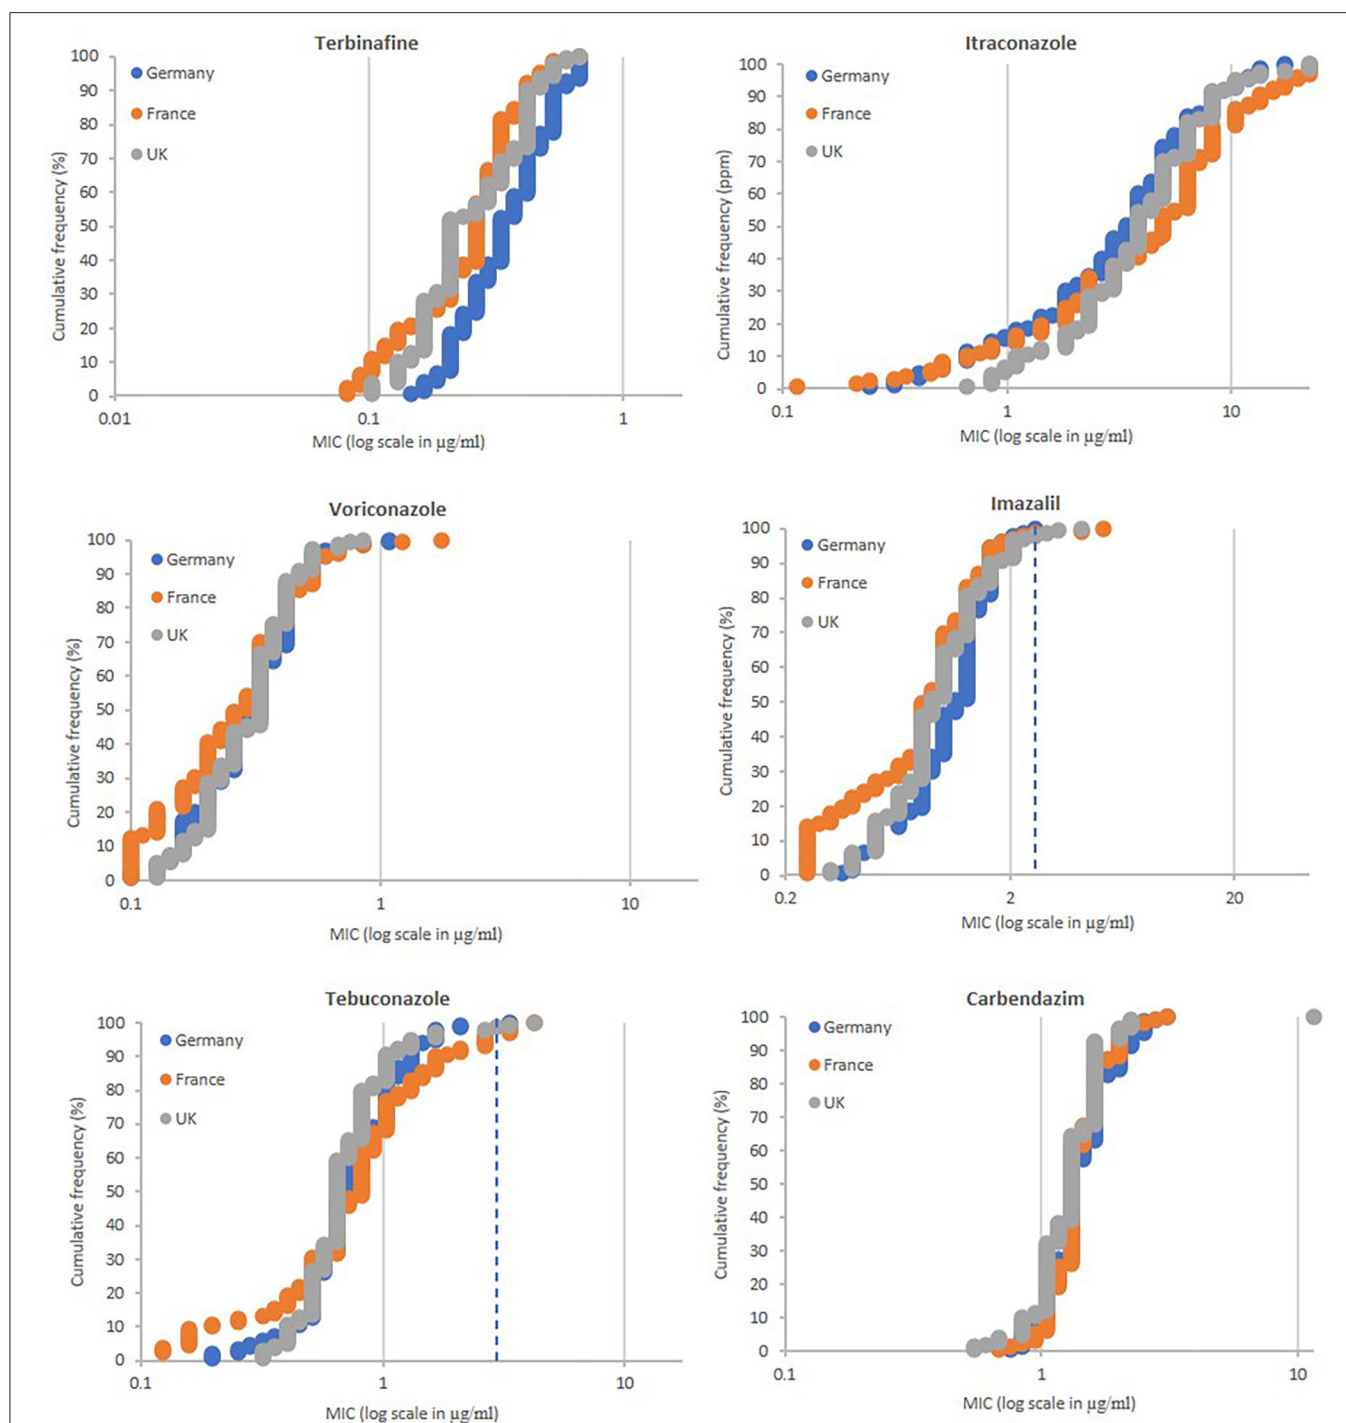 Terbinafine
100
90
80
70
60
50
40
30
20
10
0
Cumulative frequency (%)
Germany
France
UK
0.01
0.1
1
MIC (log scale in µg/ml)
Itraconazole
100
90
80
70
60
50
40
30
20
10
0
Cumulative frequency (ppm)
Germany
France
UK
0.1
1
10
MIC (log scale in µg/ml)
Voriconazole
100
90
80
70
60
50
40
30
20
10
0
Cumulative frequency (%)
Germany
France
UK
0.1
1
10
MIC (log scale in µg/ml)
Imazalil
100
90
80
70
60
50
40
30
20
10
0
Cumulative frequency (%)
Germany
France
UK
0.2
2
20
MIC (log scale in µg/ml)
Tebuconazole
100
90
80
70
60
50
40
30
20
10
0
Cumulative frequency (%)
Germany
France
UK
0.1
1
10
MIC (log scale in µg/ml)
Carbendazim
100
90
80
70
60
50
40
30
20
10
0
Cumulative frequency (%)
Germany
France
UK
0.1
1
10
MIC (log scale in µg/ml)